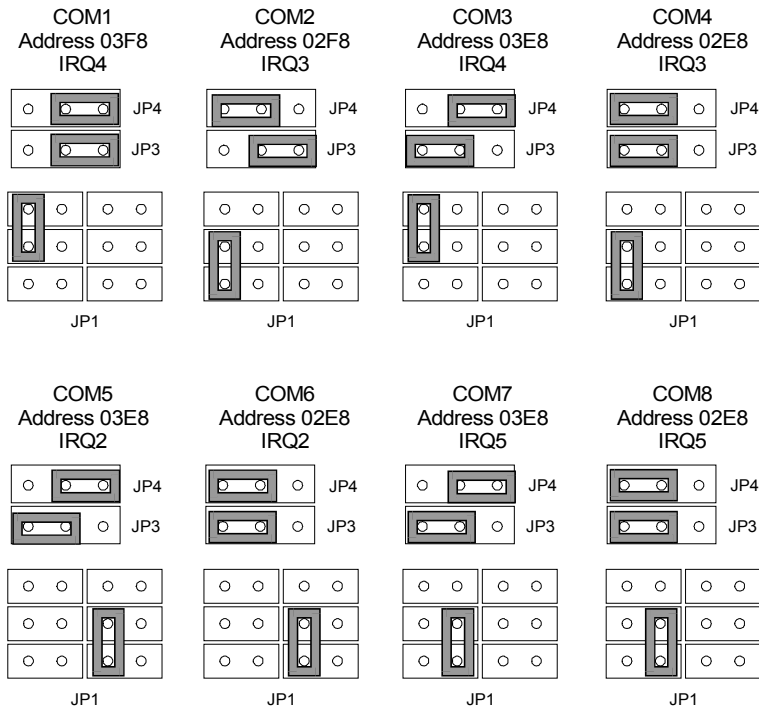 COM1
Address 03F8
IRQ4
JP4
JP3
JP1
COM2
Address 02F8
IRQ3
JP4
JP3
JP1
COM3
Address 03E8
IRQ4
JP4
JP3
JP1
COM4
Address 02E8
IRQ3
JP4
JP3
JP1
COM5
Address 03E8
IRQ2
JP4
JP3
JP1
COM6
Address 02E8
IRQ2
JP4
JP3
JP1
COM7
Address 03E8
IRQ5
JP4
JP3
JP1
COM8
Address 02E8
IRQ5
JP4
JP3
JP1